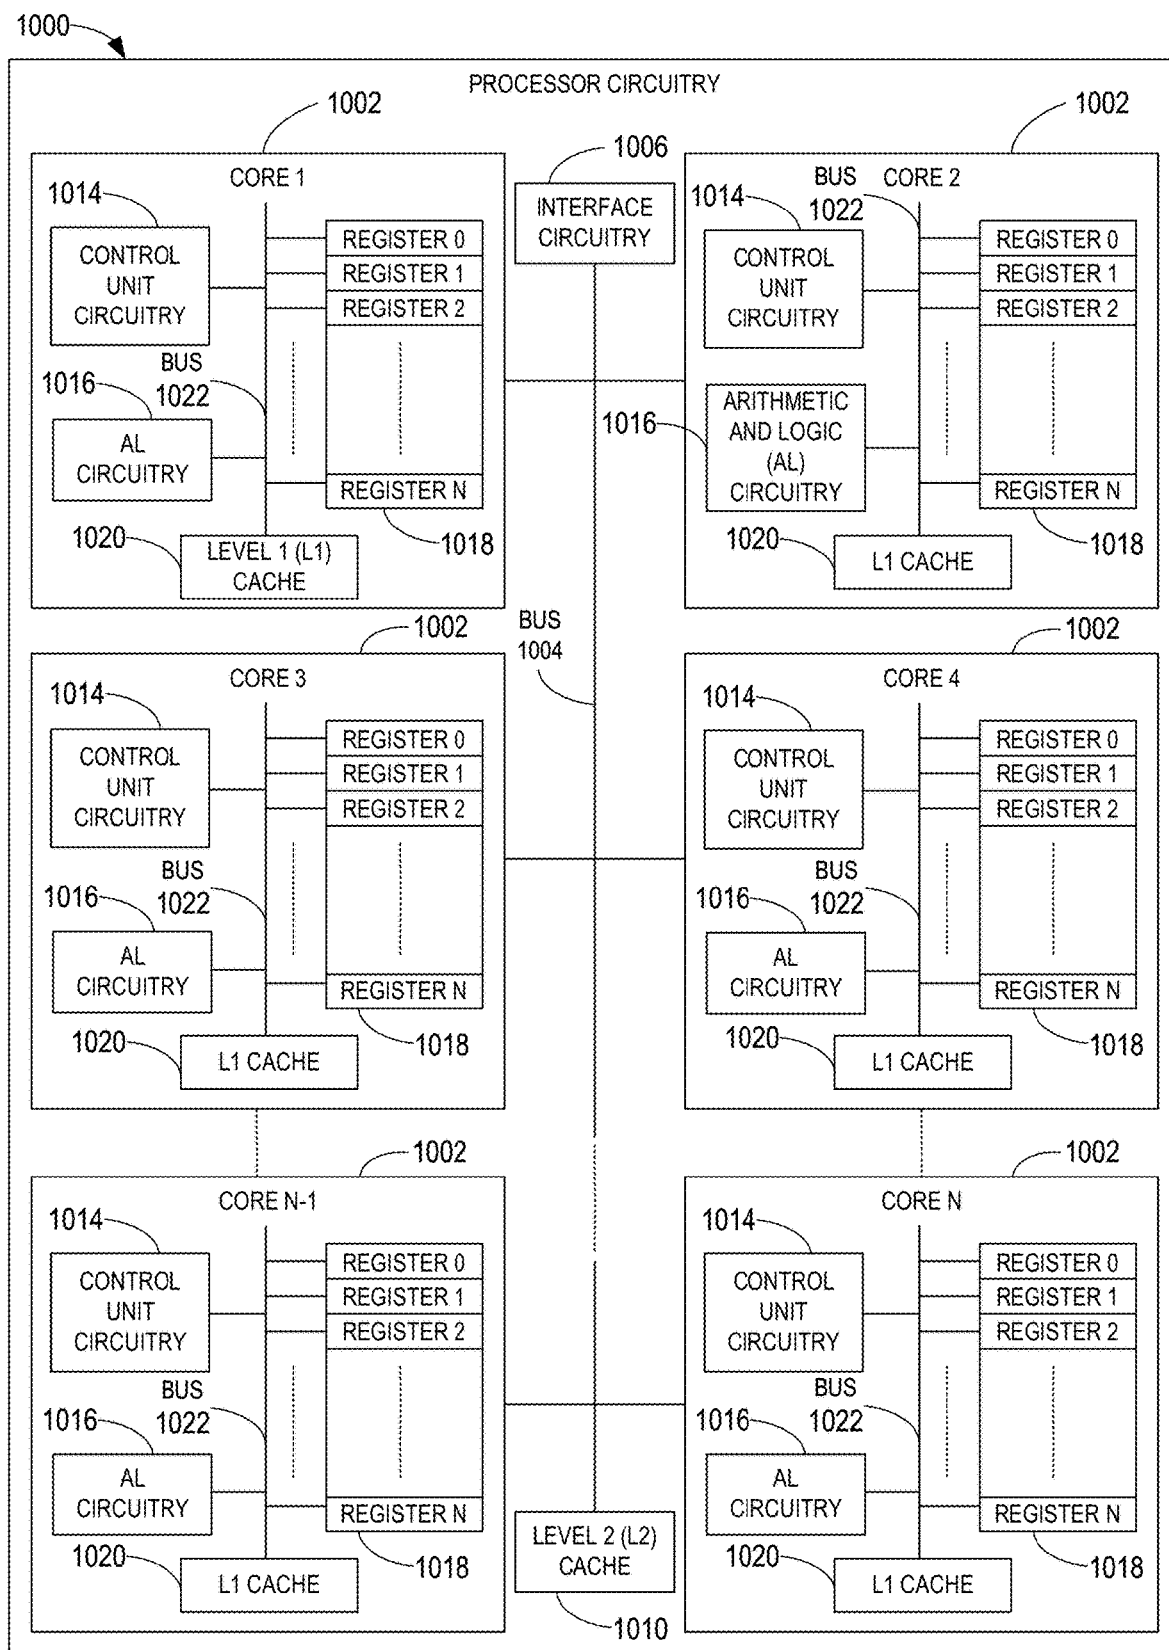 1000
PROCESSOR CIRCUITRY
1002
CORE 1
1014
CONTROL
UNIT
CIRCUITRY
REGISTER 0
REGISTER 1
REGISTER 2
BUS
1022
1016
AL
CIRCUITRY
REGISTER N
1018
1020
LEVEL 1 (L1)
CACHE
1006
INTERFACE
CIRCUITRY
1002
BUS
1022
CORE 2
1014
CONTROL
UNIT
CIRCUITRY
REGISTER 0
REGISTER 1
REGISTER 2
1016
ARITHMETIC
AND LOGIC
(AL)
CIRCUITRY
REGISTER N
1018
1020
L1 CACHE
BUS
1004
1002
CORE 3
1014
CONTROL
UNIT
CIRCUITRY
REGISTER 0
REGISTER 1
REGISTER 2
BUS
1022
1016
AL
CIRCUITRY
REGISTER N
1018
1020
L1 CACHE
1002
CORE 4
1014
CONTROL
UNIT
CIRCUITRY
REGISTER 0
REGISTER 1
REGISTER 2
BUS
1022
1016
AL
CIRCUITRY
REGISTER N
1018
1020
L1 CACHE
1002
CORE N-1
1014
CONTROL
UNIT
CIRCUITRY
REGISTER 0
REGISTER 1
REGISTER 2
BUS
1022
1016
AL
CIRCUITRY
REGISTER N
1018
1020
L1 CACHE
LEVEL 2 (L2)
CACHE
1010
1002
CORE N
1014
CONTROL
UNIT
CIRCUITRY
REGISTER 0
REGISTER 1
REGISTER 2
BUS
1022
1016
AL
CIRCUITRY
REGISTER N
1018
1020
L1 CACHE